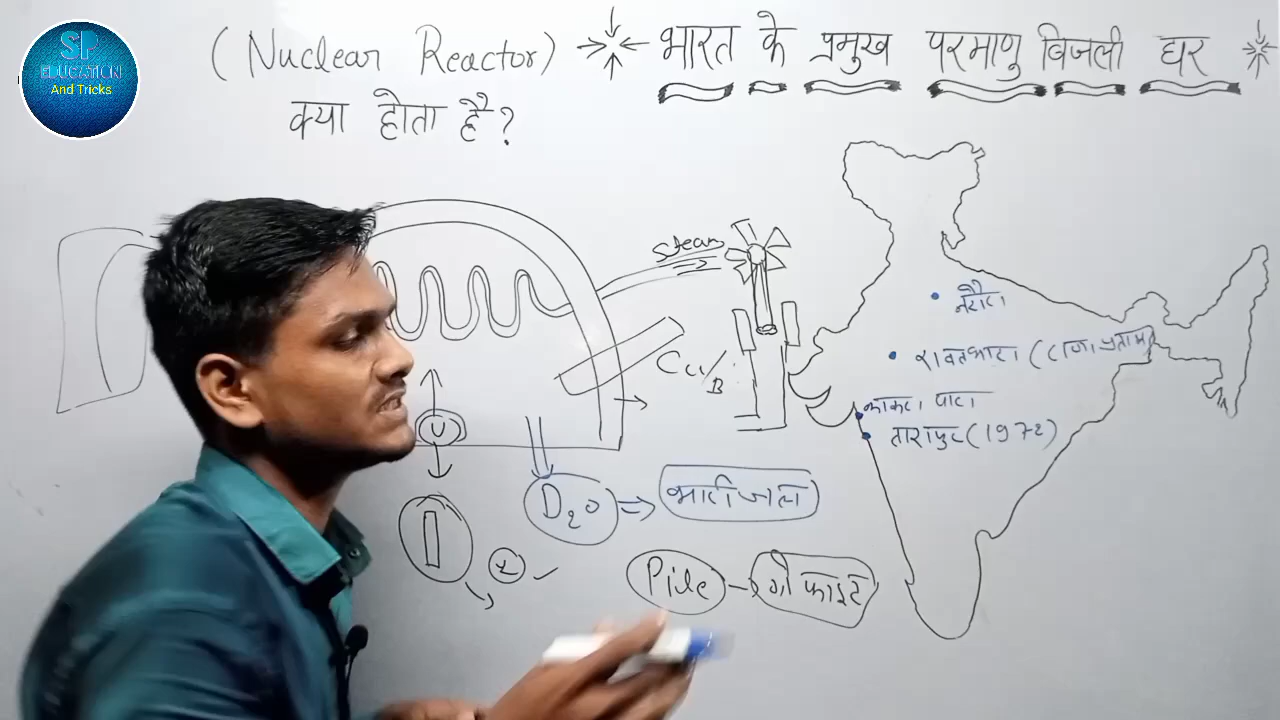 SP
EDUCATION
And Tricks
(Nuclear Reactor)
क्या होता है?
भारत के प्रमुख परमाणु बिजली घर
Steam
U
D₂O ⇒ भारी जल
Pile - ग्रेफाइट
नरौरा
रावतभाटा (राणा प्रताप)
काकरापारा
तारापुर (1972)